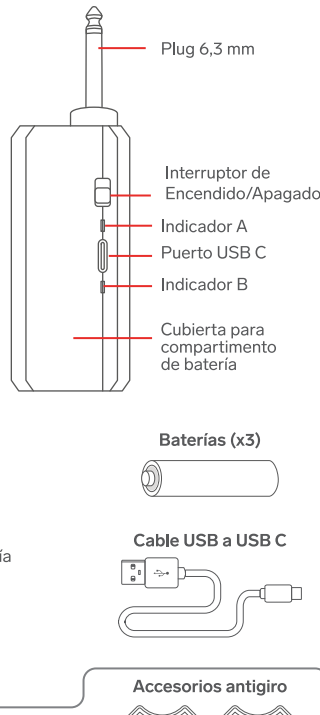 Plug 6,3 mm
Interruptor de
Encendido/Apagado
Indicador A
Puerto USB C
Indicador B
Cubierta para
compartimento
de batería
Baterías (x3)
Cable USB a USB C
ía
Accesorios antigiro